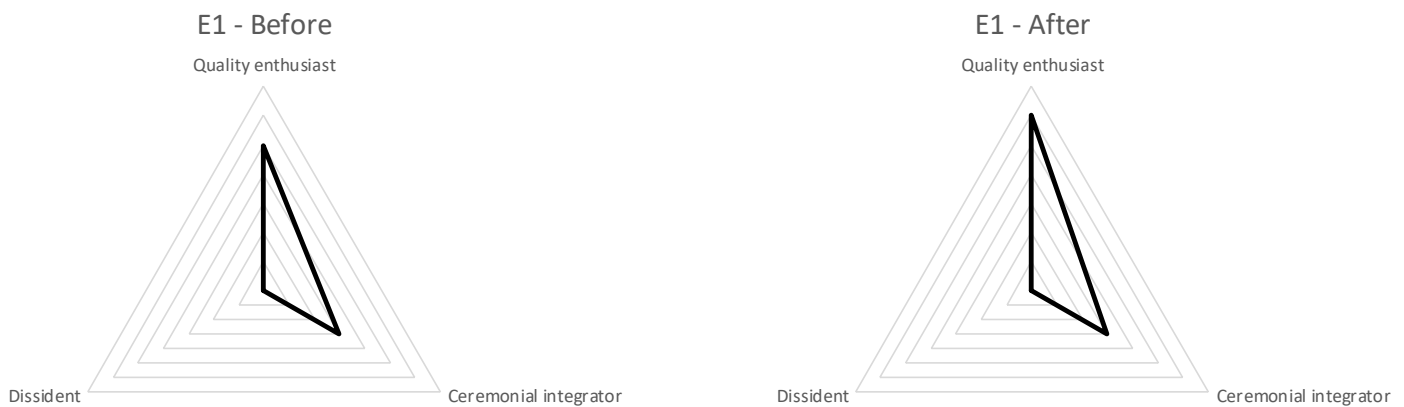 E1 - Before
Quality enthusiast
Dissident
Ceremonial integrator
E1 - After
Quality enthusiast
Dissident
Ceremonial integrator